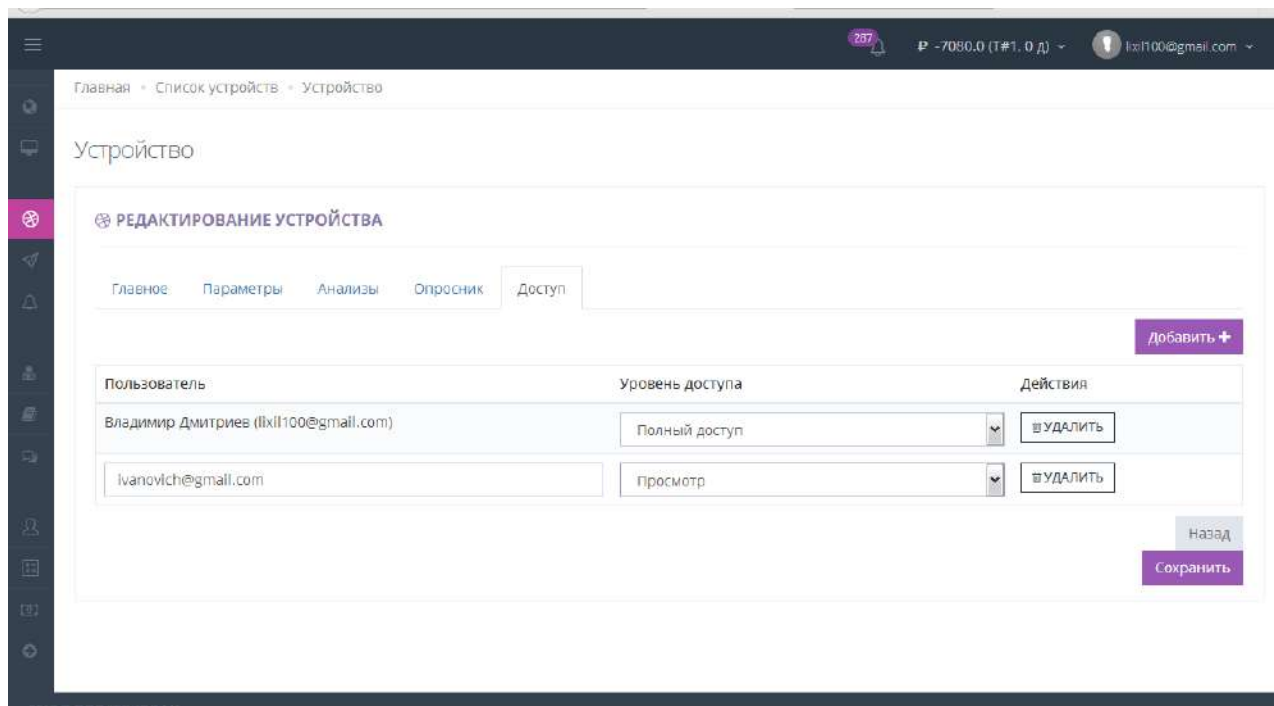 287
₽ -7080.0 (T#1, 0 д)
lixil100@gmail.com
Главная Список устройств Устройство
Устройство
РЕДАКТИРОВАНИЕ УСТРОЙСТВА
Главное Параметры Анализы Опросник Доступ
Добавить +
Пользователь Уровень доступа Действия
Владимир Дмитриев (lixil100@gmail.com) Полный доступ УДАЛИТЬ
ivanovich@gmail.com Просмотр УДАЛИТЬ
Назад
Сохранить